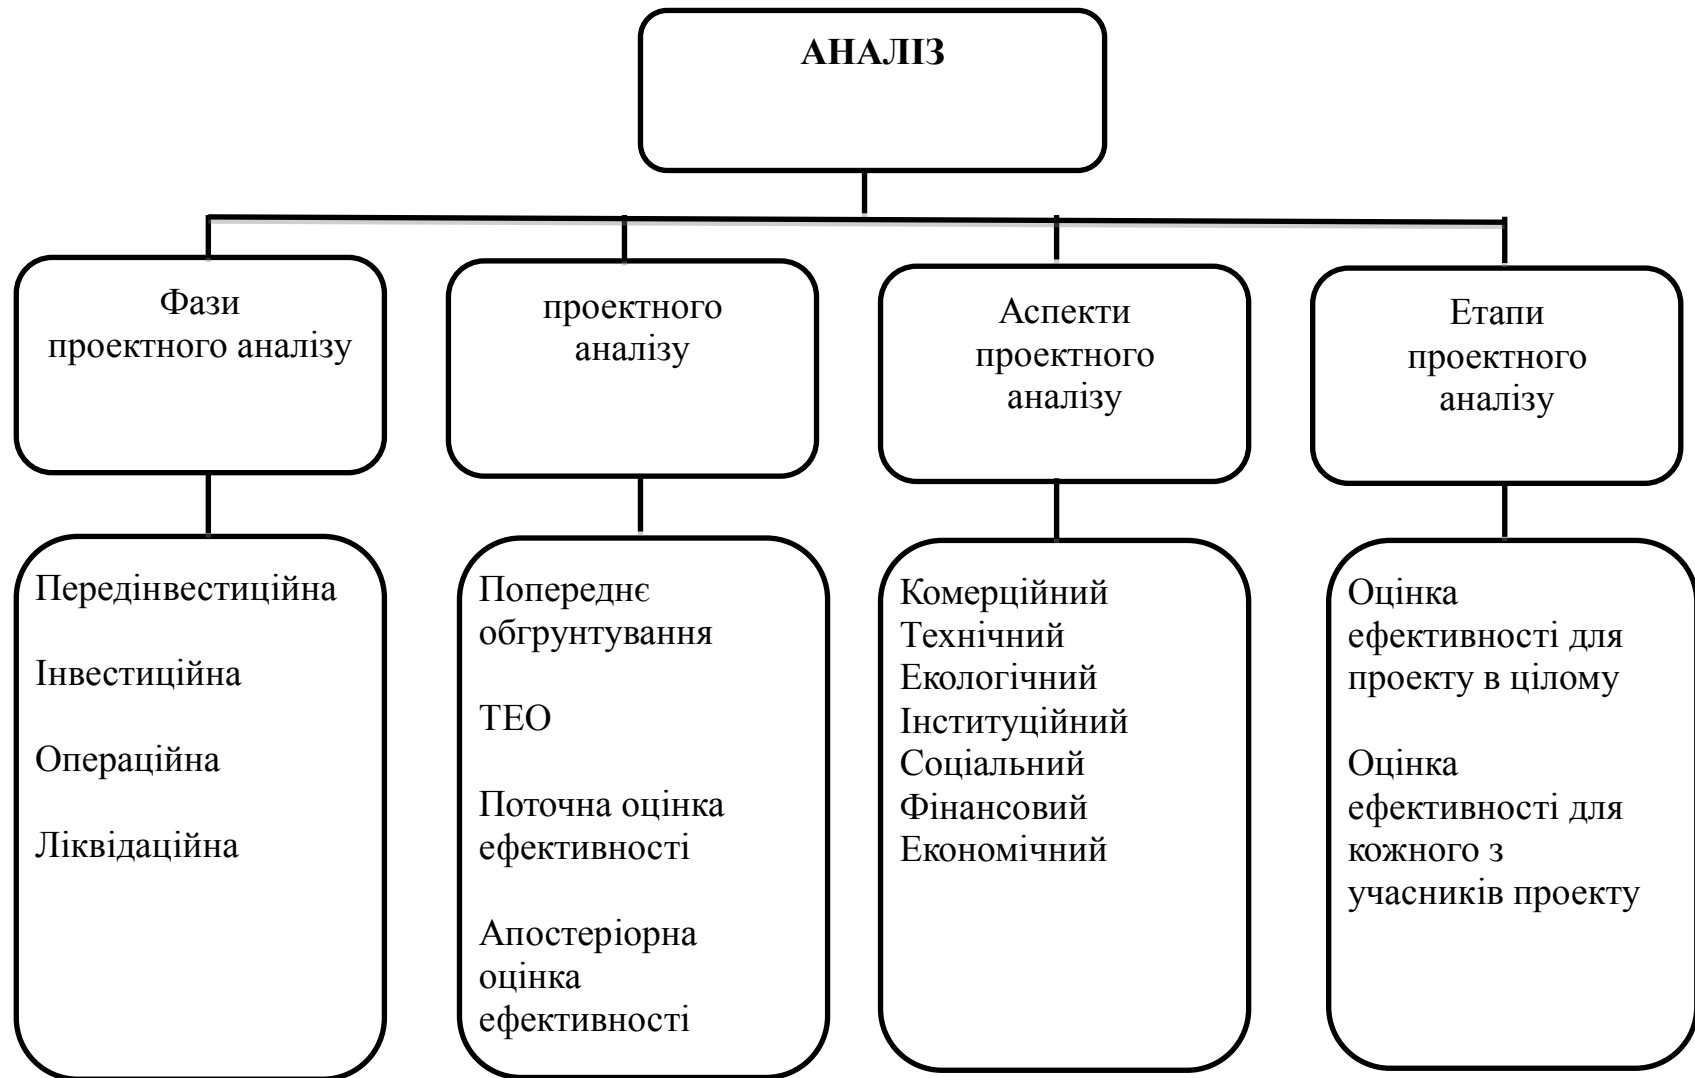 АНАЛІЗ
Фази
проектного аналізу
проектного
аналізу
Аспекти
проектного
аналізу
Етапи
проектного
аналізу
Передінвестиційна
Інвестиційна
Операційна
Ліквідаційна
Попереднє
обгрунтування
ТЕО
Поточна оцінка
ефективності
Апостеріорна
оцінка
ефективності
Комерційний
Технічний
Екологічний
Інституційний
Соціальний
Фінансовий
Економічний
Оцінка
ефективності для
проекту в цілому
Оцінка
ефективності для
кожного з
учасників проекту